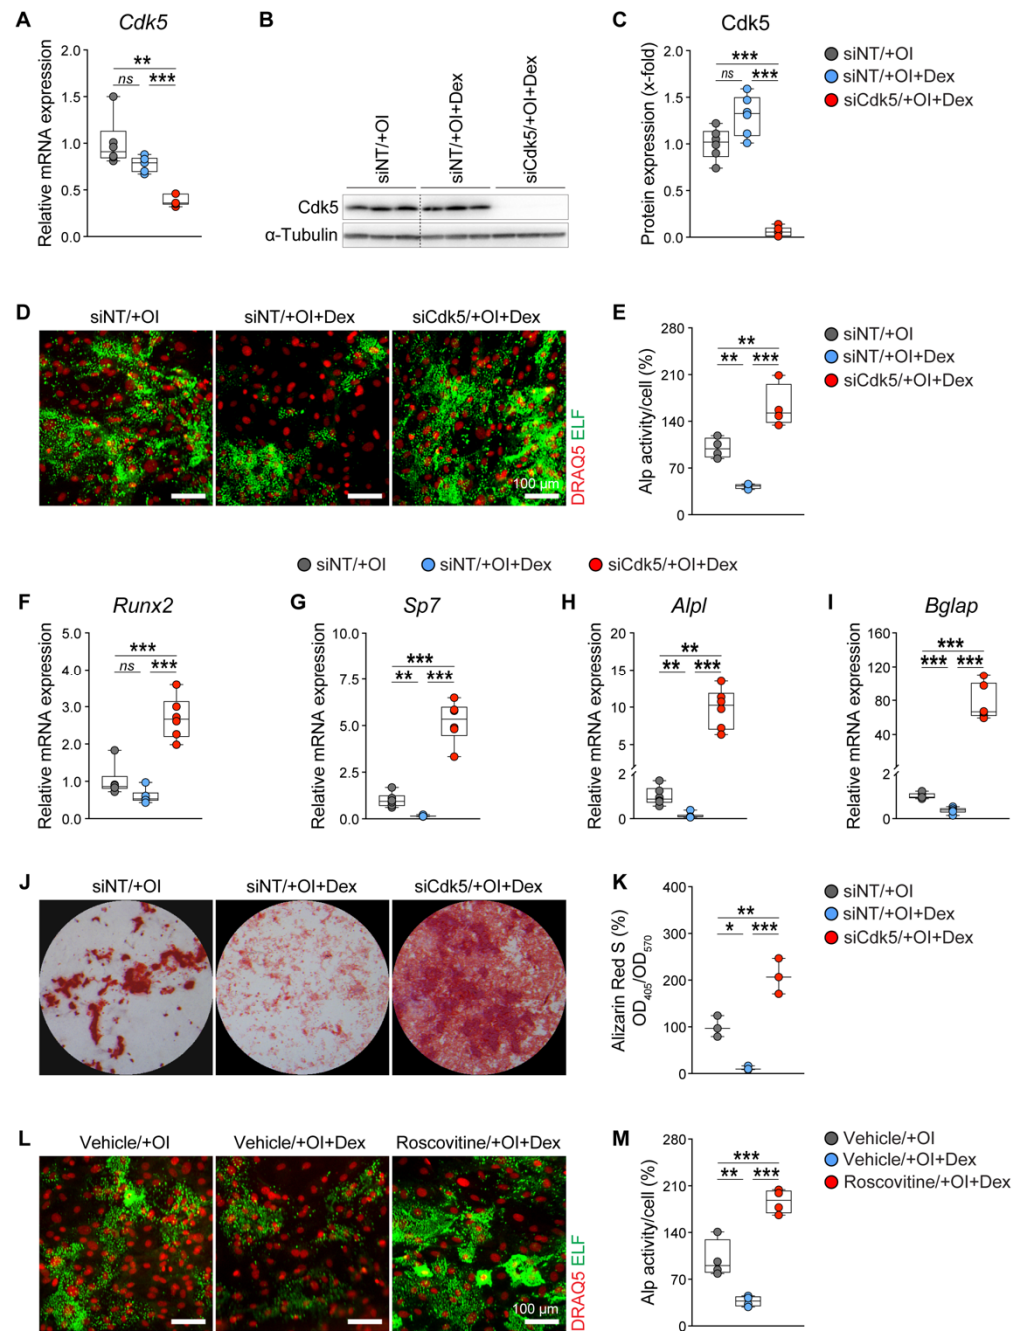 A
Cdk5
Relative mRNA expression
2.0
1.5
1.0
0.5
0.0
**
ns
***
B
siNT/+OI
siNT/+OI+Dex
siCdk5/+OI+Dex
Cdk5
α-Tubulin
C
Cdk5
Protein expression (x-fold)
2.0
1.5
1.0
0.5
0.0
***
ns
***
siNT/+OI
siNT/+OI+Dex
siCdk5/+OI+Dex
D
siNT/+OI
siNT/+OI+Dex
siCdk5/+OI+Dex
100 µm
DRAQ5 ELF
E
Alp activity/cell (%)
280
210
140
70
0
**
**
***
siNT/+OI
siNT/+OI+Dex
siCdk5/+OI+Dex
siNT/+OI
siNT/+OI+Dex
siCdk5/+OI+Dex
F
Runx2
Relative mRNA expression
5.0
4.0
3.0
2.0
1.0
0.0
***
ns
***
G
Sp7
Relative mRNA expression
10.0
7.5
5.0
2.5
0
***
**
***
H
Alpl
Relative mRNA expression
20
15
10
5
2
0
**
**
***
I
Bglap
Relative mRNA expression
160
120
80
40
2
0
***
***
***
J
siNT/+OI
siNT/+OI+Dex
siCdk5/+OI+Dex
K
Alizarin Red S (%)
OD405/OD570
400
300
200
100
0
**
*
***
siNT/+OI
siNT/+OI+Dex
siCdk5/+OI+Dex
L
Vehicle/+OI
Vehicle/+OI+Dex
Roscovitine/+OI+Dex
100 µm
DRAQ5 ELF
M
Alp activity/cell (%)
280
210
140
70
0
***
**
***
Vehicle/+OI
Vehicle/+OI+Dex
Roscovitine/+OI+Dex